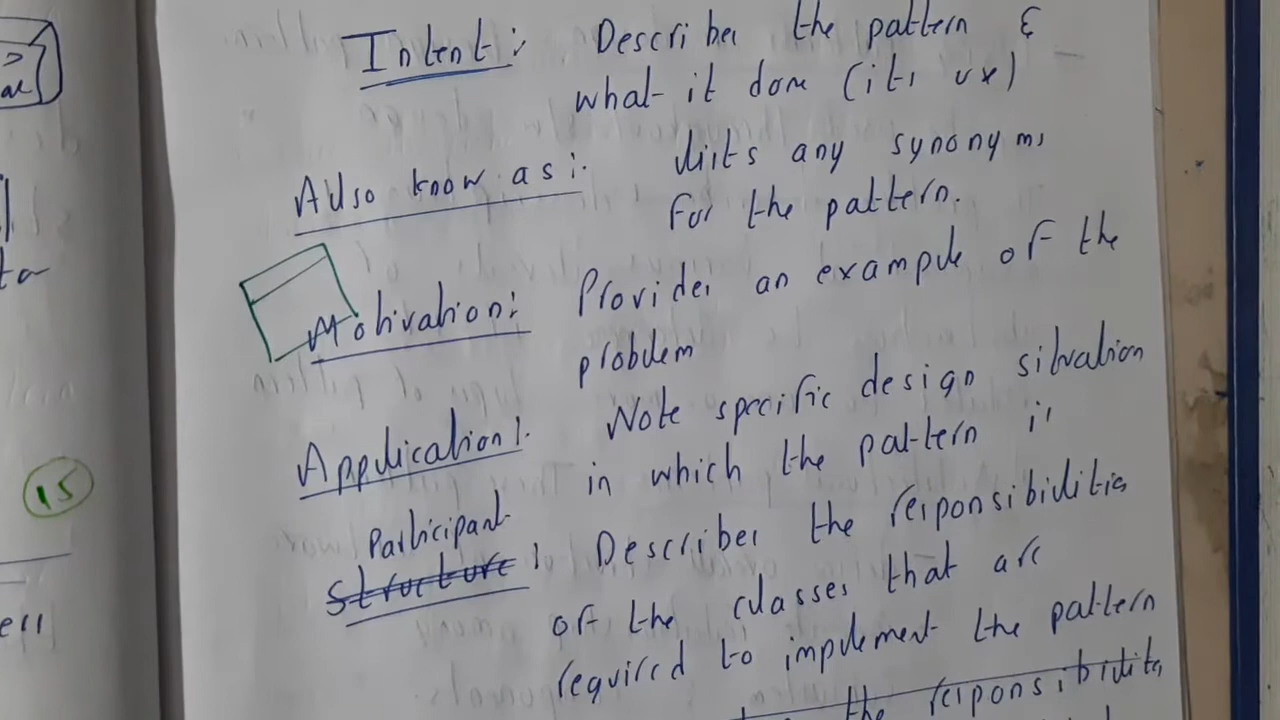 Intent: Describes the pattern &
what it does (its ux)
Also know as: Lists any synonyms
for the pattern.
Motivation: Provides an example of the
problem
Application: Note specific design situation
in which the pattern is
Participant
Structure : Describes the responsibilities
of the classes that are
required to implement the pattern
the responsibilities
15